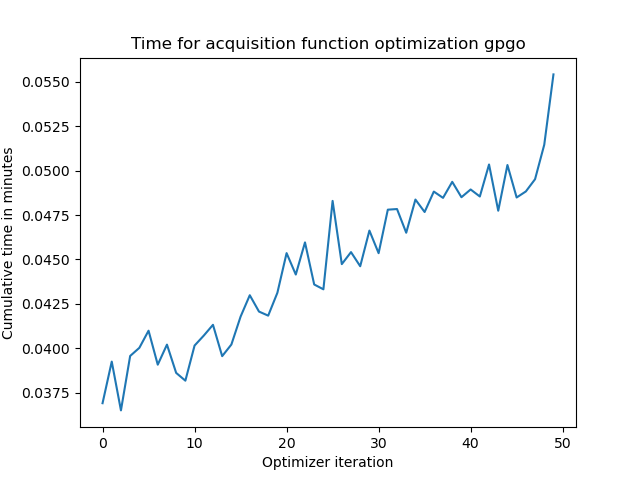 Time for acquisition function optimization gpgo
Cumulative time in minutes
0.0550
0.0525
0.0500
0.0475
0.0450
0.0425
0.0400
0.0375
0 10 20 30 40 50
Optimizer iteration